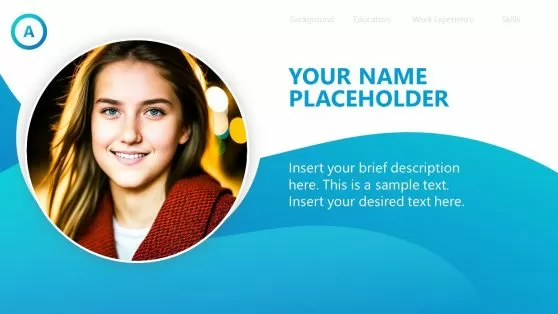 A
Background
Education
Work Experience
Skills
YOUR NAME
PLACEHOLDER
Insert your brief description
here. This is a sample text.
Insert your desired text here.